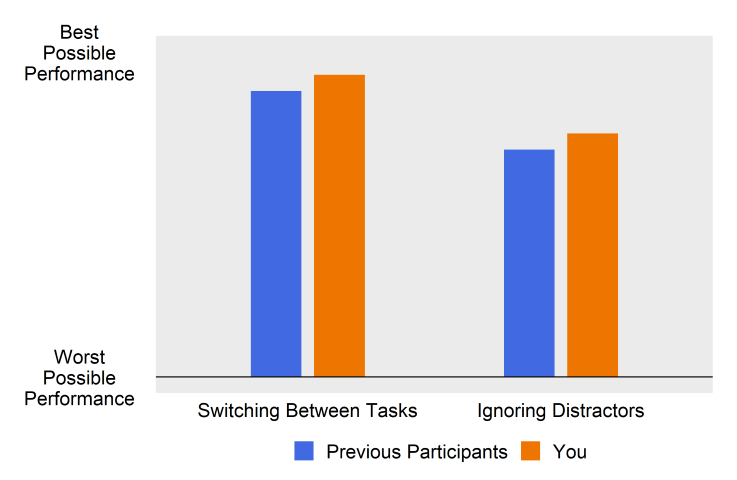 Best
Possible
Performance
Worst
Possible
Performance
Switching Between Tasks
Ignoring Distractors
Previous Participants
You